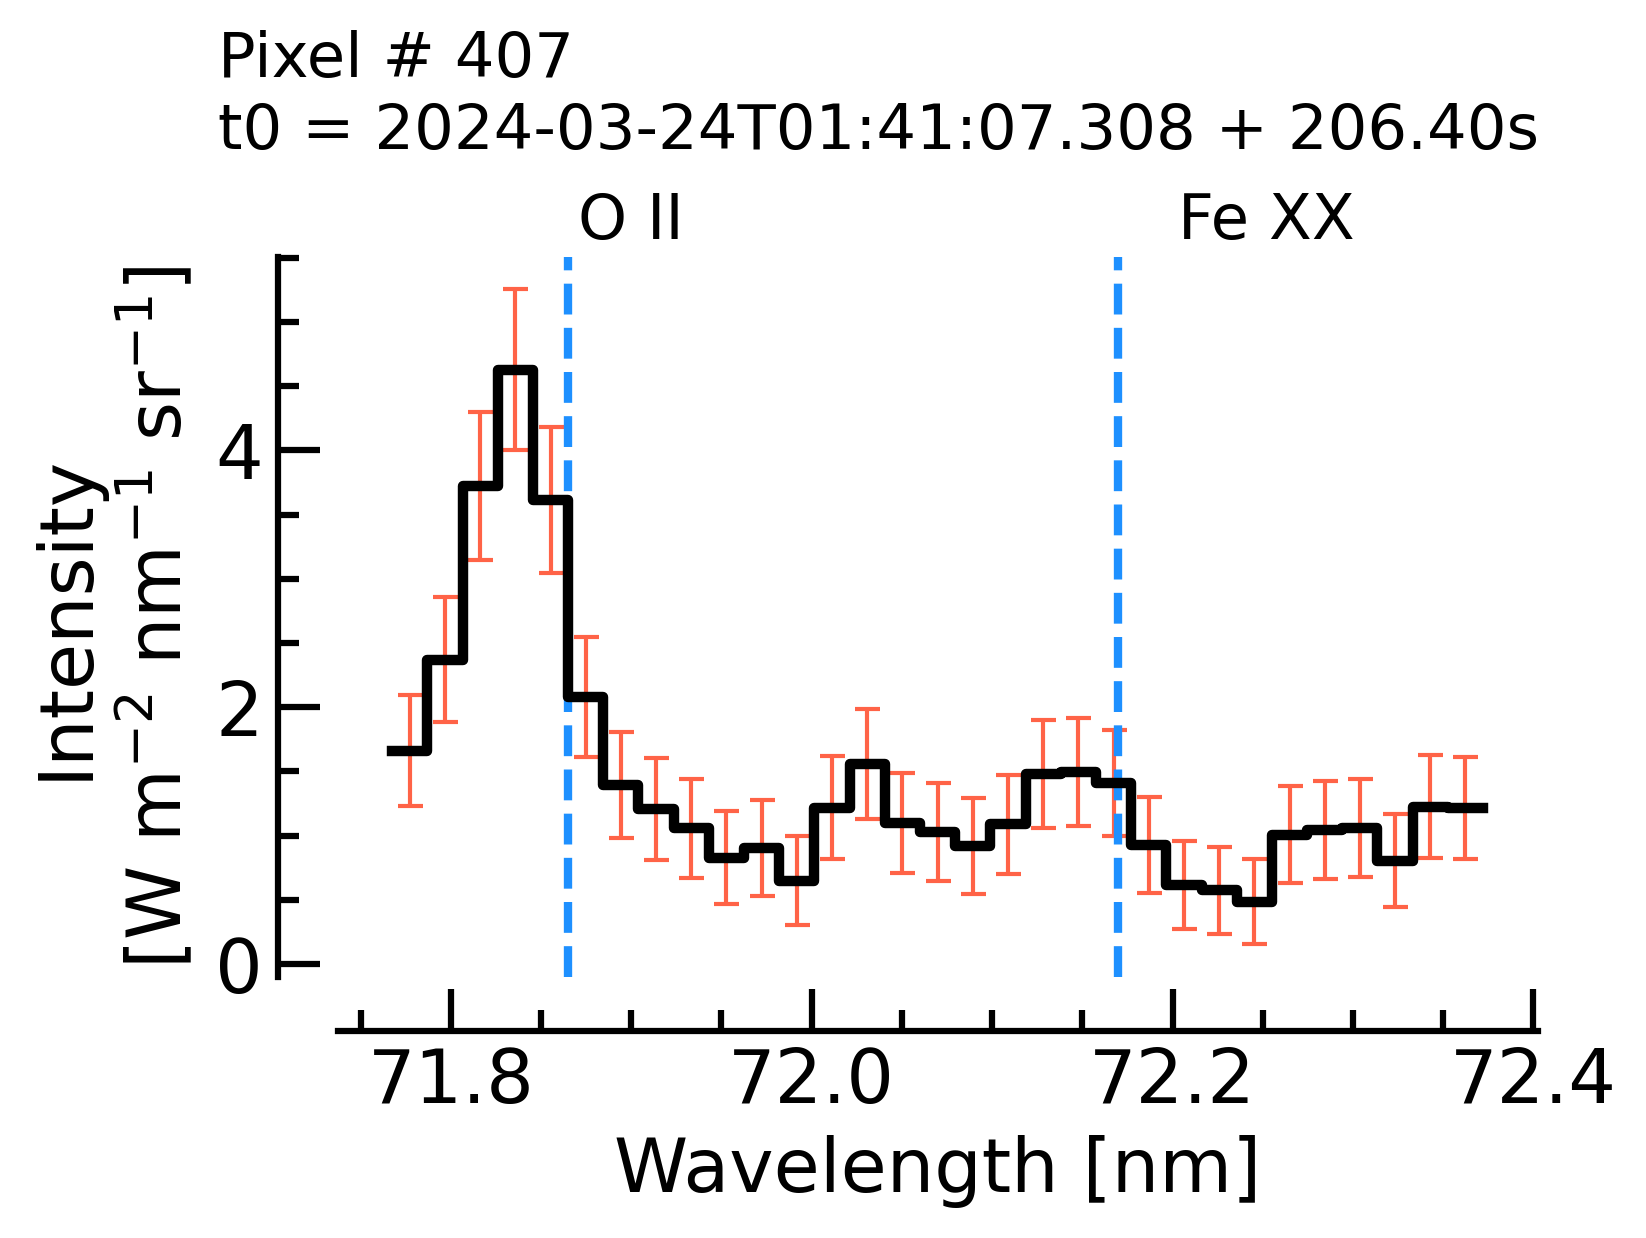 Pixel # 407
t0 = 2024-03-24T01:41:07.308 + 206.40s
O II
Fe XX
Intensity
[W m⁻² nm⁻¹ sr⁻¹]
4
2
0
71.8 72.0 72.2 72.4
Wavelength [nm]